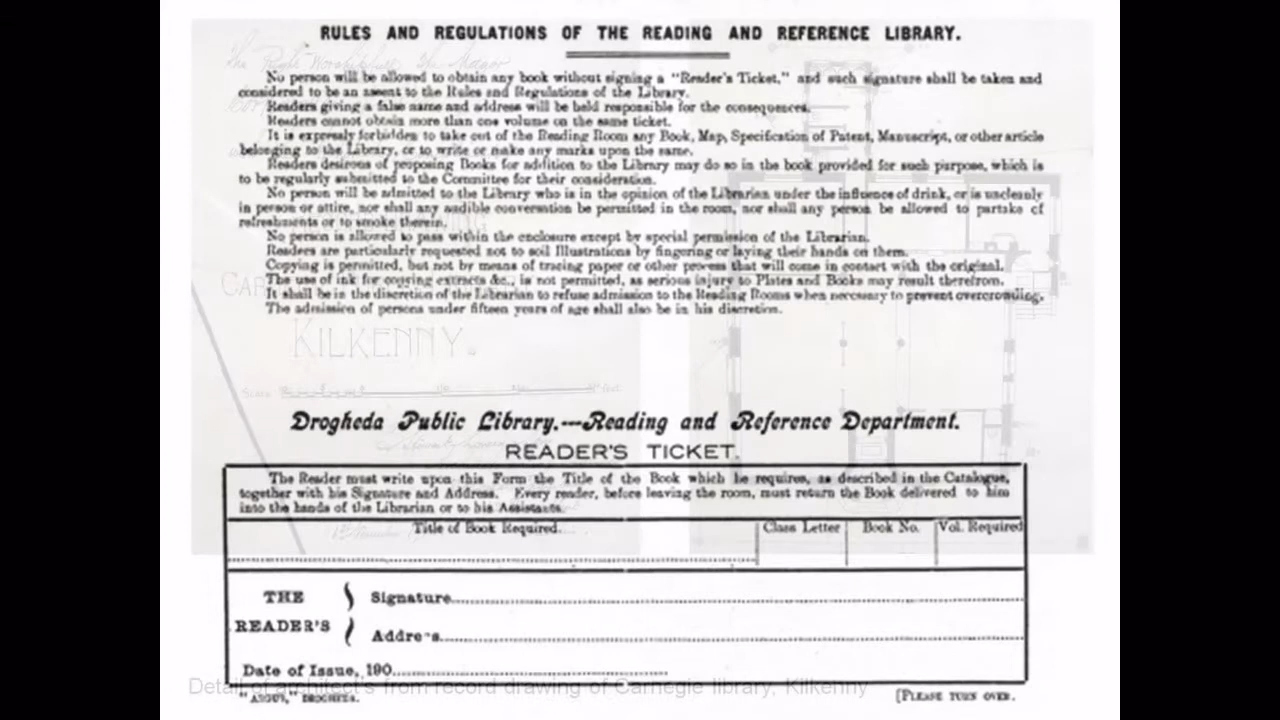 RULES AND REGULATIONS OF THE READING AND REFERENCE LIBRARY.
The Right Worshipful The Mayor
No person will be allowed to obtain any book without signing a "Reader's Ticket," and such signature shall be taken and
considered to be an assent to the Rules and Regulations of the Library.
Readers giving a false name and address will be held responsible for the consequences.
Readers cannot obtain more than one volume on the same ticket.
It is expressly forbidden to take out of the Reading Room any Book, Map, Specification of Patent, Manuscript, or other article
belonging to the Library, or to write or make any marks upon the same.
Readers desirous of proposing Books for addition to the Library may do so in the book provided for such purpose, which is
to be regularly submitted to the Committee for their consideration.
No person will be admitted to the Library who is in the opinion of the Librarian under the influence of drink, or is uncleanly
in person or attire, nor shall any audible conversation be permitted in the room, nor shall any person be allowed to partake of
refreshments or to smoke therein.
No person is allowed to pass within the enclosure except by special permission of the Librarian.
Readers are particularly requested not to soil Illustrations by fingering or laying their hands on them.
Copying is permitted, but not by means of tracing paper or other process that will come in contact with the original.
The use of ink for copying extracts &c., is not permitted, as serious injury to Plates and Books may result therefrom.
It shall be in the discretion of the Librarian to refuse admission to the Reading Rooms when necessary to prevent overcrowding.
The admission of persons under fifteen years of age shall also be in his discretion.
KILKENNY.
Scale
Drogheda Public Library.—Reading and Reference Department.
READER'S TICKET.
The Reader must write upon this Form the Title of the Book which he requires, as described in the Catalogue,
together with his Signature and Address. Every reader, before leaving the room, must return the Book delivered to him
into the hands of the Librarian or to his Assistants.
Title of Book Required. Class Letter Book No. Vol. Required
THE Signature
READER'S Address
Date of Issue, 190
Detail of architect's from record drawing of Carnegie library, Kilkenny
"ARGUS," DROGHEDA. [PLEASE TURN OVER.